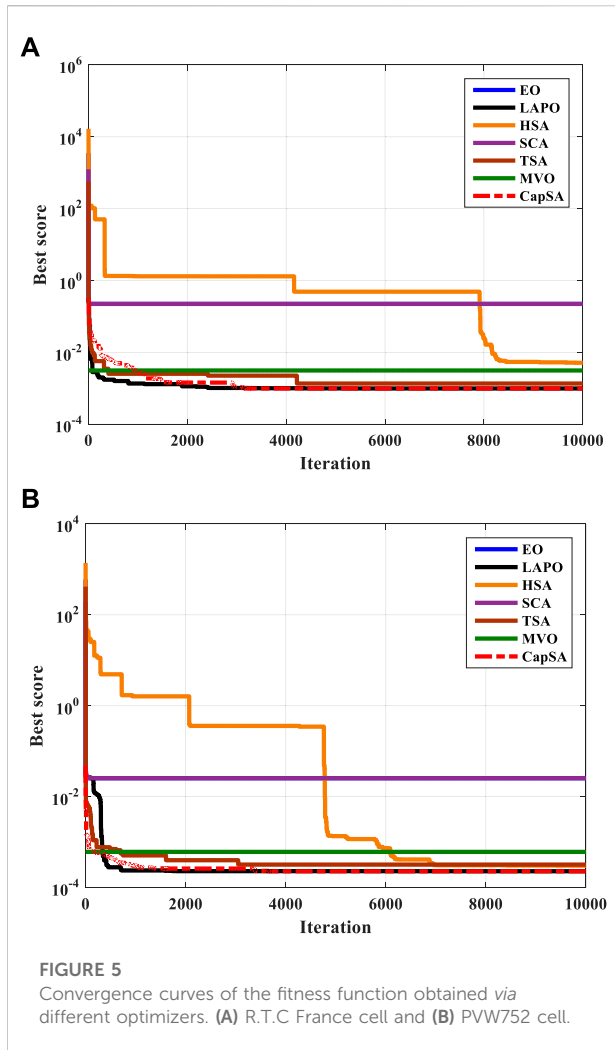 A
10^6
10^4
10^2
10^0
10^-2
10^-4
Best score
EO
LAPO
HSA
SCA
TSA
MVO
CapSA
0 2000 4000 6000 8000 10000
Iteration
B
10^4
10^2
10^0
10^-2
10^-4
Best score
EO
LAPO
HSA
SCA
TSA
MVO
CapSA
0 2000 4000 6000 8000 10000
Iteration
FIGURE 5
Convergence curves of the fitness function obtained via
different optimizers. (A) R.T.C France cell and (B) PVW752 cell.